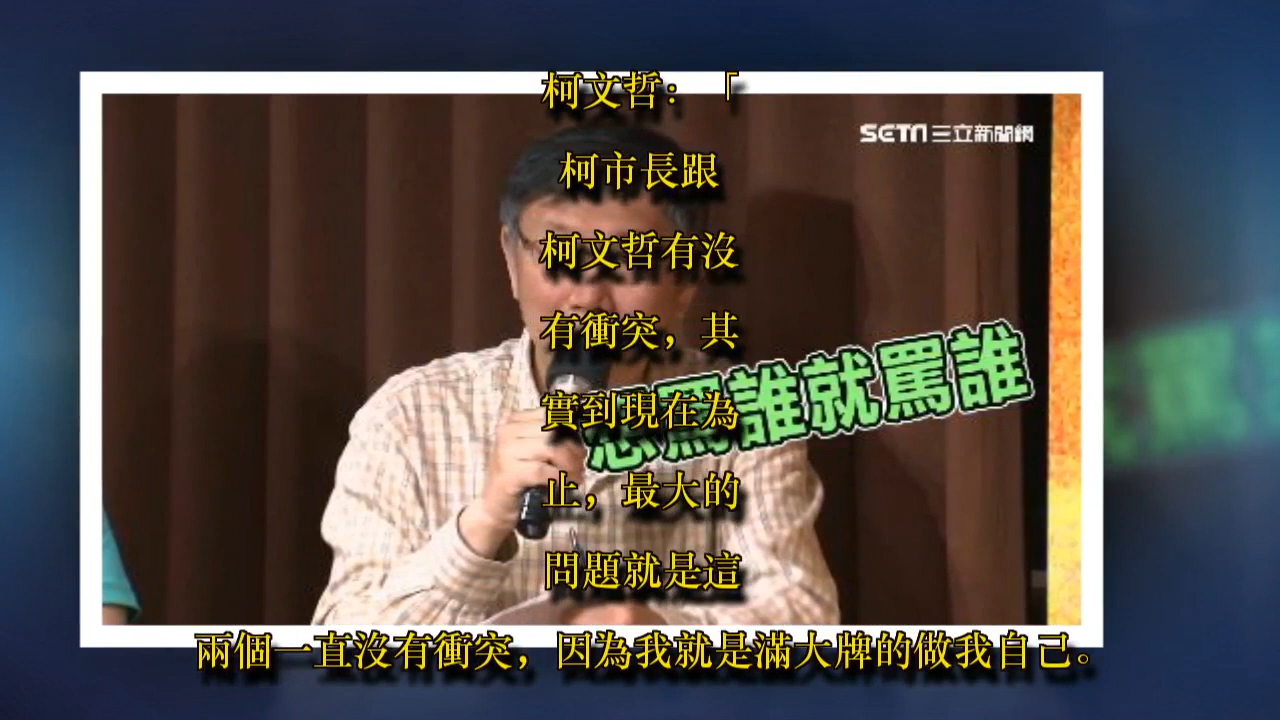 柯文哲：「
SETN三立新聞網
柯市長跟
柯文哲有沒
有衝突，其
想罵誰就罵誰
實到現在為
止，最大的
問題就是這
兩個一直沒有衝突，因為我就是滿大牌的做我自己。